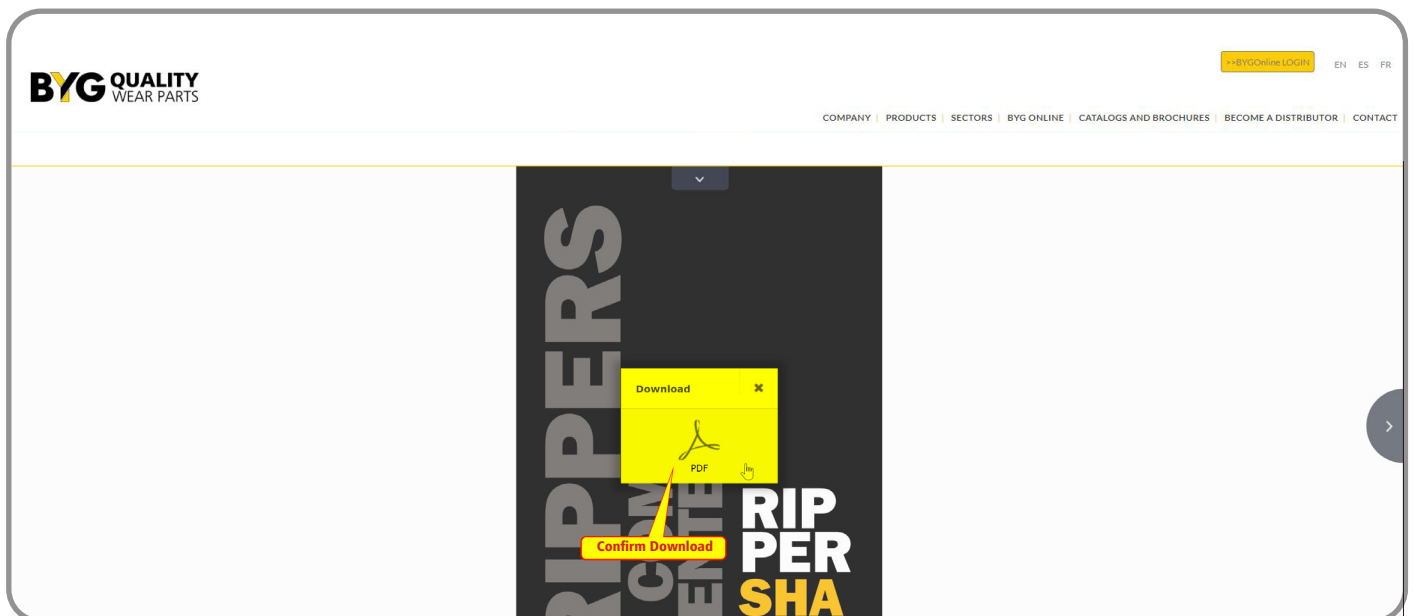 >>BYGOnline LOGIN
EN ES FR
BYG QUALITY
WEAR PARTS
COMPANY | PRODUCTS | SECTORS | BYG ONLINE | CATALOGS AND BROCHURES | BECOME A DISTRIBUTOR | CONTACT
RIPPERS
Download
PDF
Confirm Download
RIP
PER
SHA